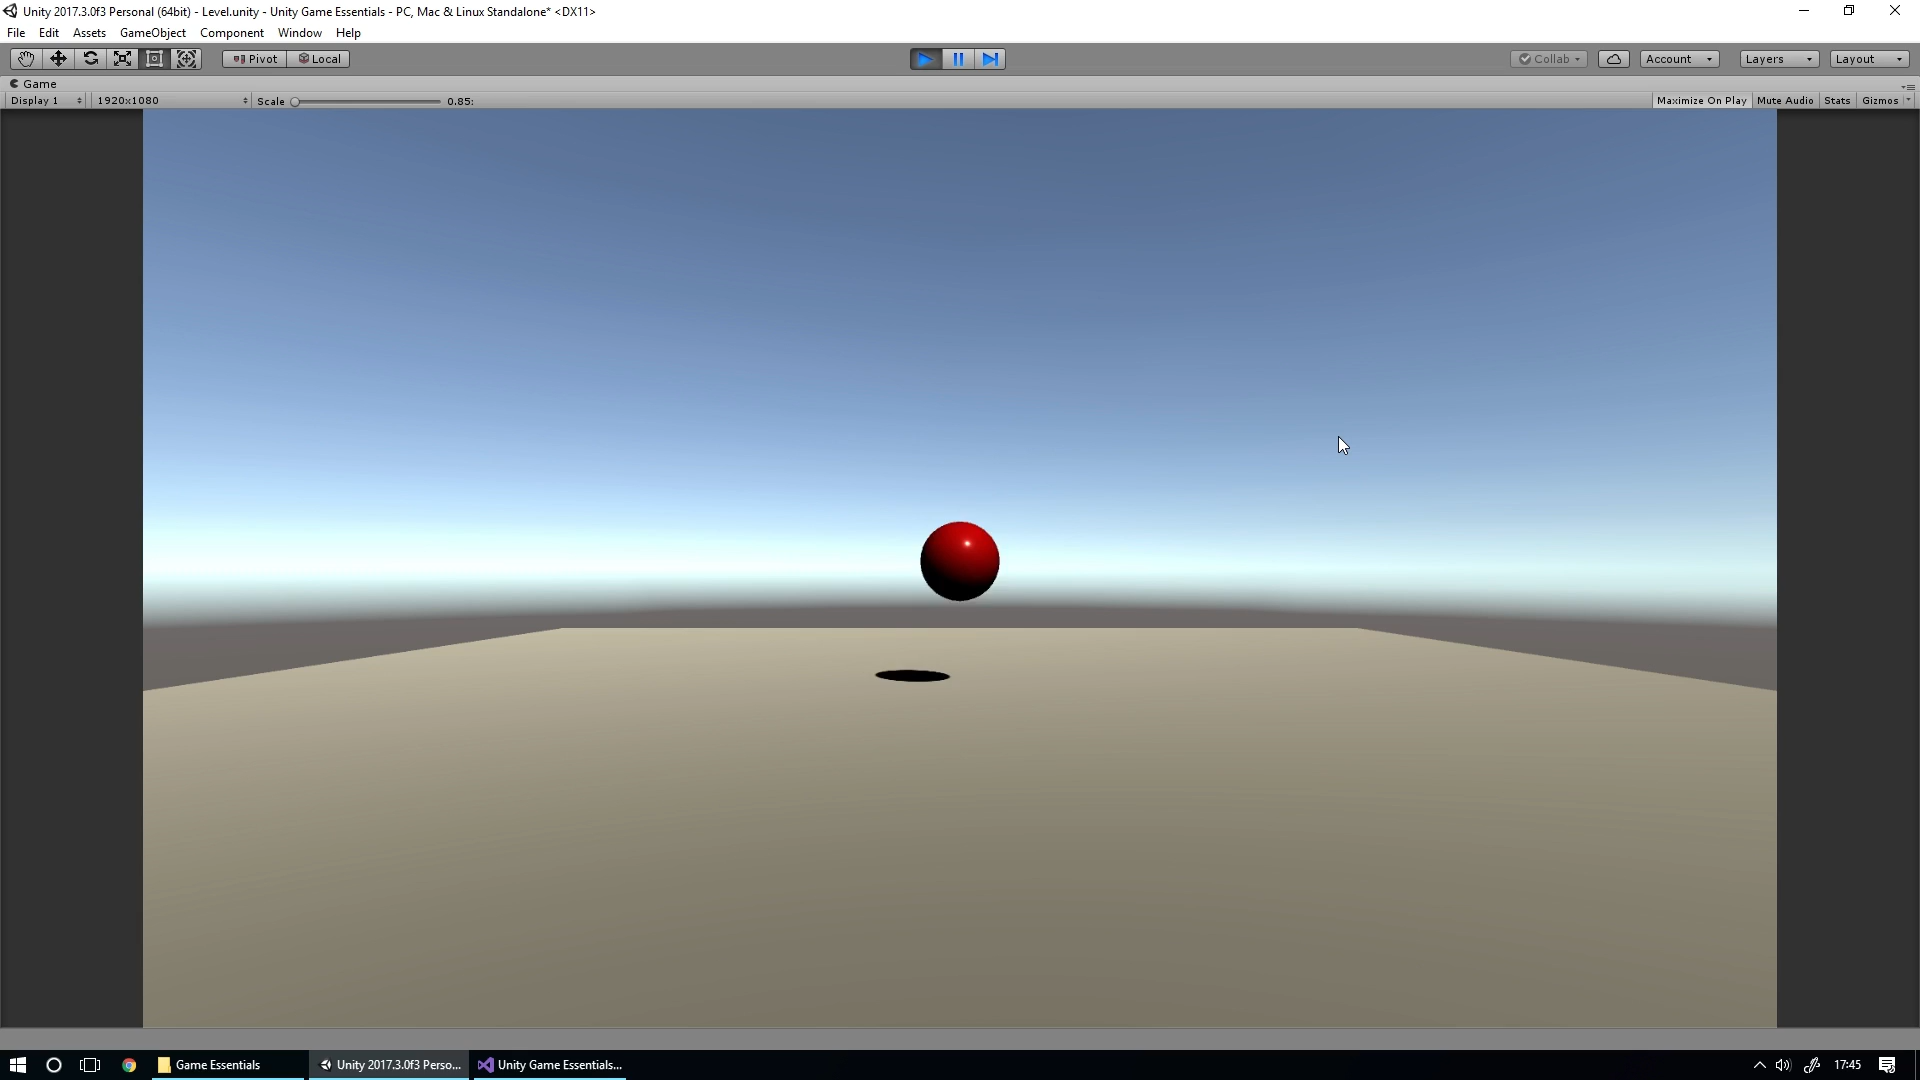 Unity 2017.3.0f3 Personal (64bit) - Level.unity - Unity Game Essentials - PC, Mac & Linux Standalone* <DX11>
File Edit Assets GameObject Component Window Help
Pivot Local Collab Account Layers Layout
Game
Display 1 1920x1080 Scale 0.85: Maximize On Play Mute Audio Stats Gizmos
Game Essentials Unity 2017.3.0f3 Perso... Unity Game Essentials... 17:45